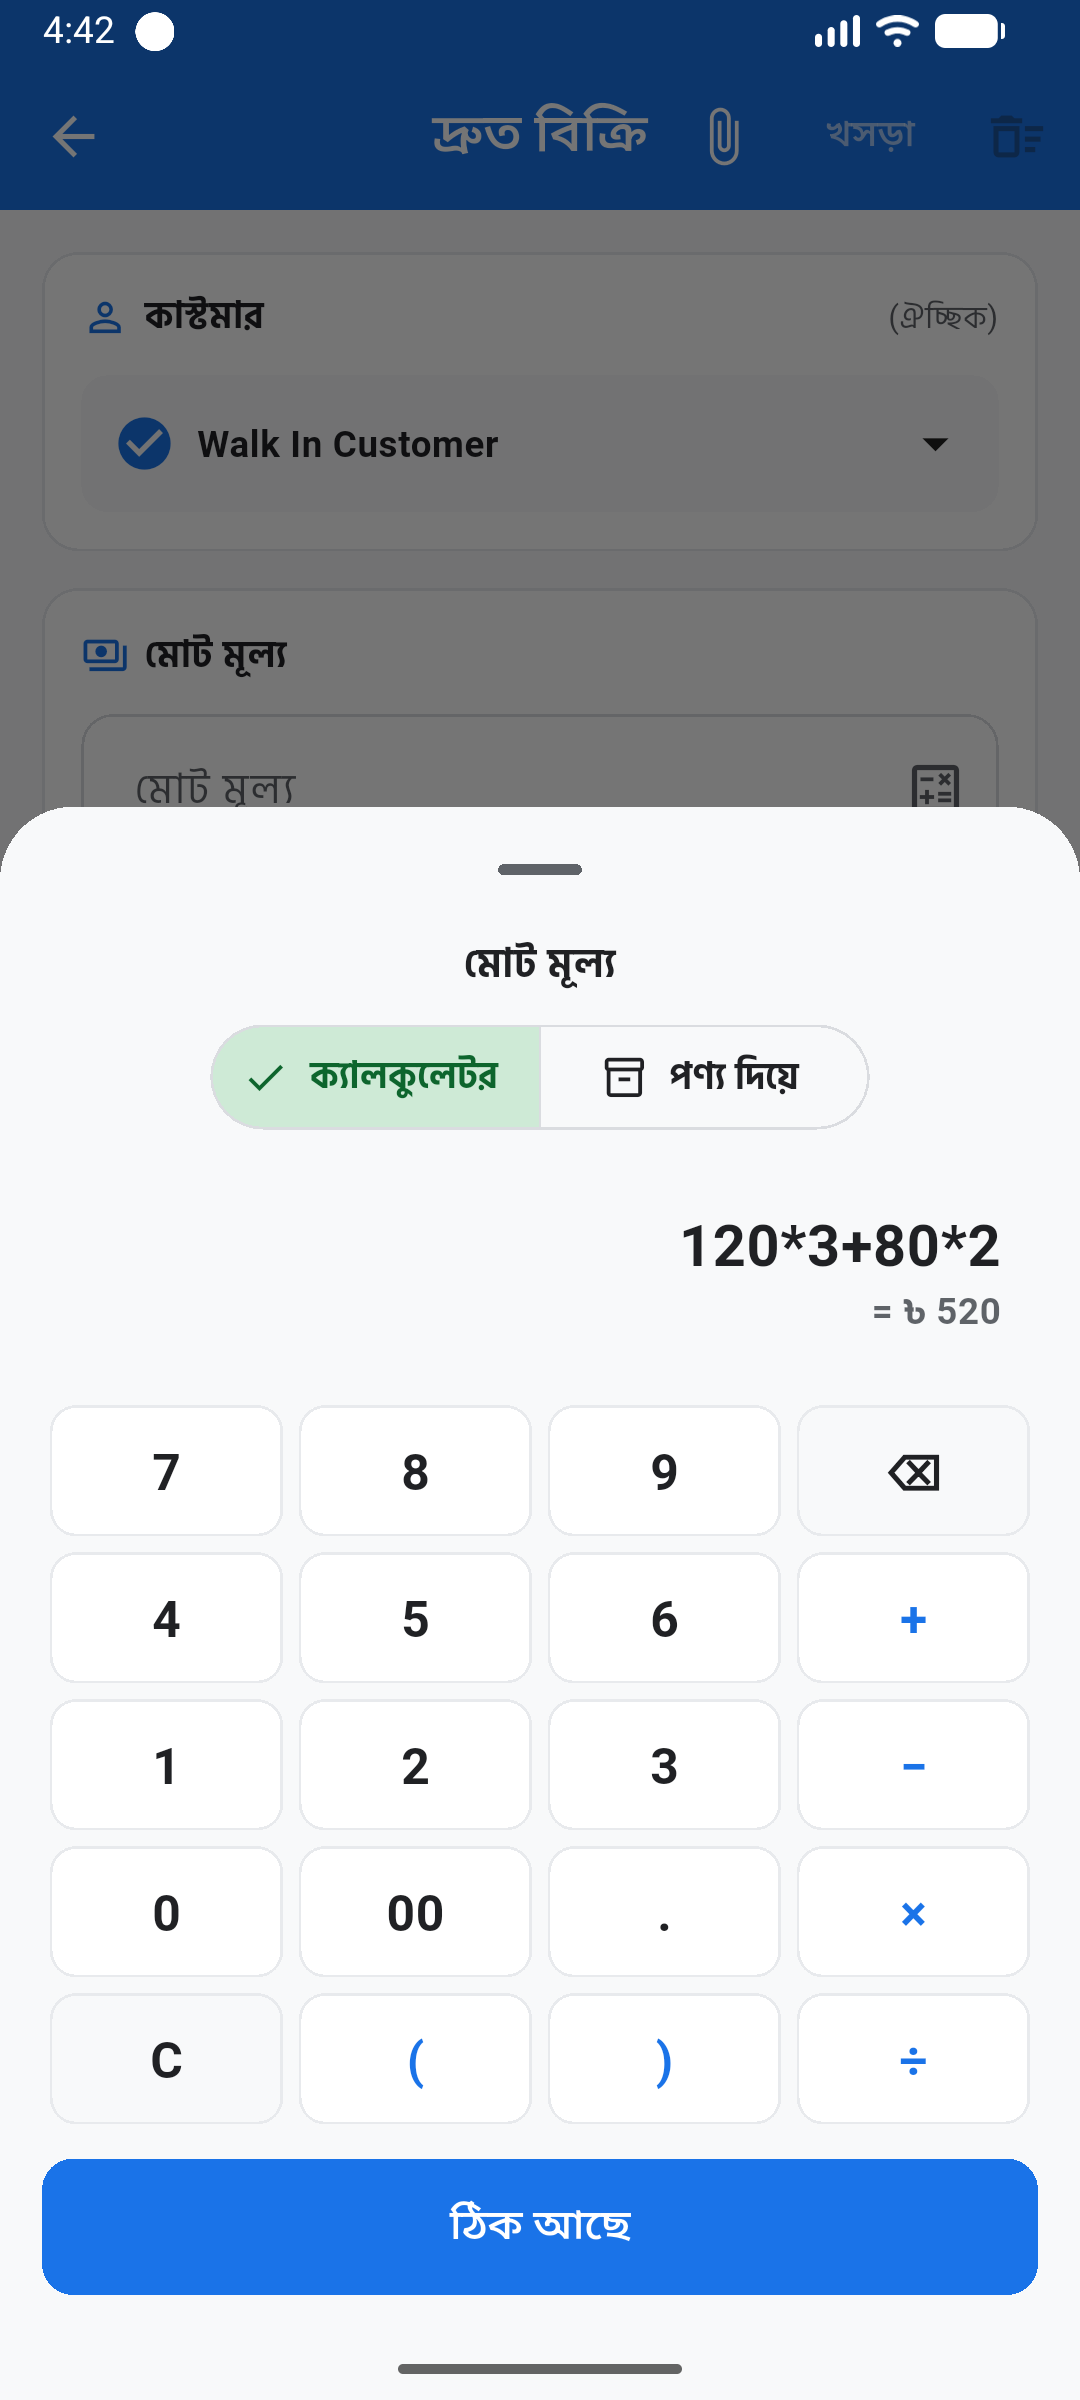 4:42
দ্রুত বিক্রি
খসড়া
কাস্টমার
(ঐচ্ছিক)
Walk In Customer
মোট মূল্য
মোট মূল্য
মোট মূল্য
ক্যালকুলেটর
পণ্য দিয়ে
120*3+80*2
= ৳ 520
7 8 9
4 5 6 +
1 2 3 −
0 00 . ×
C ( ) ÷
ঠিক আছে